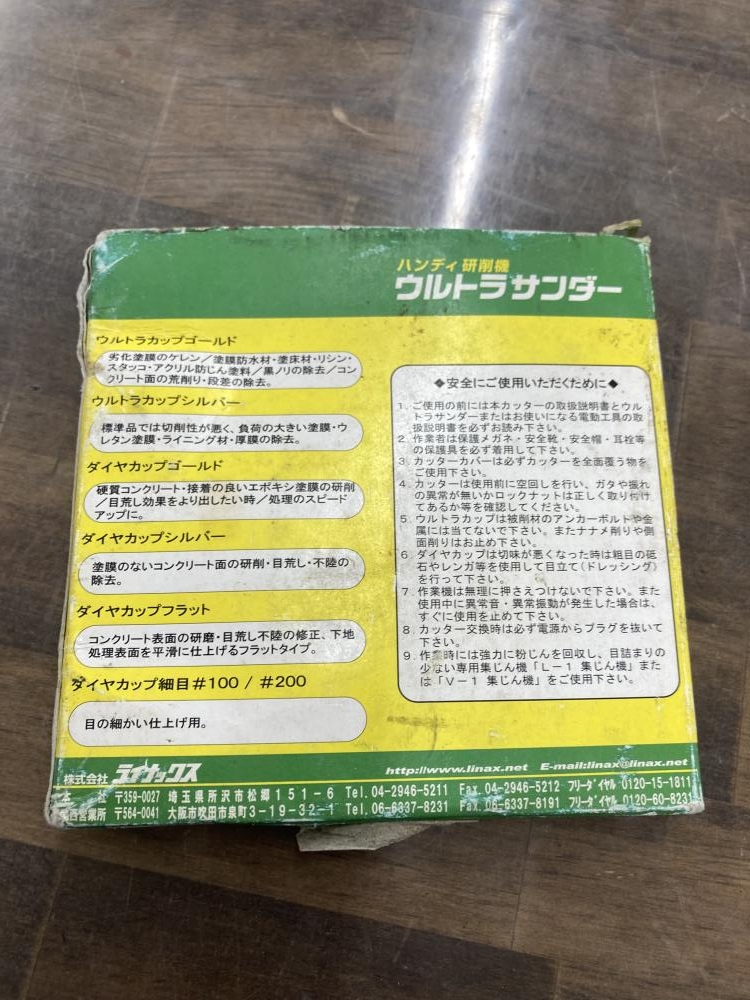 ハンディ研削機
ウルトラサンダー
ウルトラカップゴールド
劣化塗膜のケレン／塗膜防水材・塗床材・リシン・
スタッコ・アクリル防じん塗料／黒ノリの除去／コン
クリート面の荒削り・段差の除去。
ウルトラカップシルバー
標準品では切削性が悪く、負荷の大きい塗膜・ウ
レタン塗膜・ライニング材・厚膜の除去。
ダイヤカップゴールド
硬質コンクリート・接着の良いエポキシ塗膜の研削
／目荒し効果をより出したい時／処理のスピード
アップに。
ダイヤカップシルバー
塗膜のないコンクリート面の研削・目荒し・不陸の
除去。
ダイヤカップフラット
コンクリート表面の研磨・目荒し不陸の修正、下地
処理表面を平滑に仕上げるフラットタイプ。
ダイヤカップ細目＃100 / ＃200
目の細かい仕上げ用。
◆安全にご使用いただくために◆
1．ご使用の前には本カッターの取扱説明書とウル
トラサンダーまたはお使いになる電動工具の取
扱説明書を必ずお読み下さい。
2．作業者は保護メガネ・安全靴・安全帽・耳栓等
の保護具を必ず着用して下さい。
3．カッターカバーは必ずカッターを全面覆う物を
ご使用下さい。
4．カッターは使用前に空回しを行い、ガタや振れ
の異常が無いかロックナットは正しく取り付け
てあるか等を確認してください。
5．ウルトラカップは被削材のアンカーボルトや金
属には当てないで下さい。またナナメ削りや側
面削りはお止め下さい。
6．ダイヤカップは切味が悪くなった時は粗目の砥
石やレンガ等を使用して目立て（ドレッシング）
を行って下さい。
7．作業機は無理に押さえつけないで下さい。また
使用中に異常音・異常振動が発生した場合は、
すぐに使用を止めて下さい。
8．カッター交換時は必ず電源からプラグを抜いて
下さい。
9．作業時には強力に粉じんを回収し、目詰まりの
少ない専用集じん機「Ｌ－１ 集じん機」また
は「Ｖ－１ 集じん機」をご使用下さい。
株式会社 ライナックス http://www.linax.net E-mail:linax@linax.net
本 社 〒359-0027 埼玉県所沢市松郷１５１－６ Tel.04-2946-5211 Fax.04-2946-5212 フリーダイヤル 0120-15-1811
関西営業所 〒564-0041 大阪市吹田市泉町３－１９－３２－１ Tel.06-6337-8231 Fax.06-6337-8191 フリーダイヤル 0120-60-8231